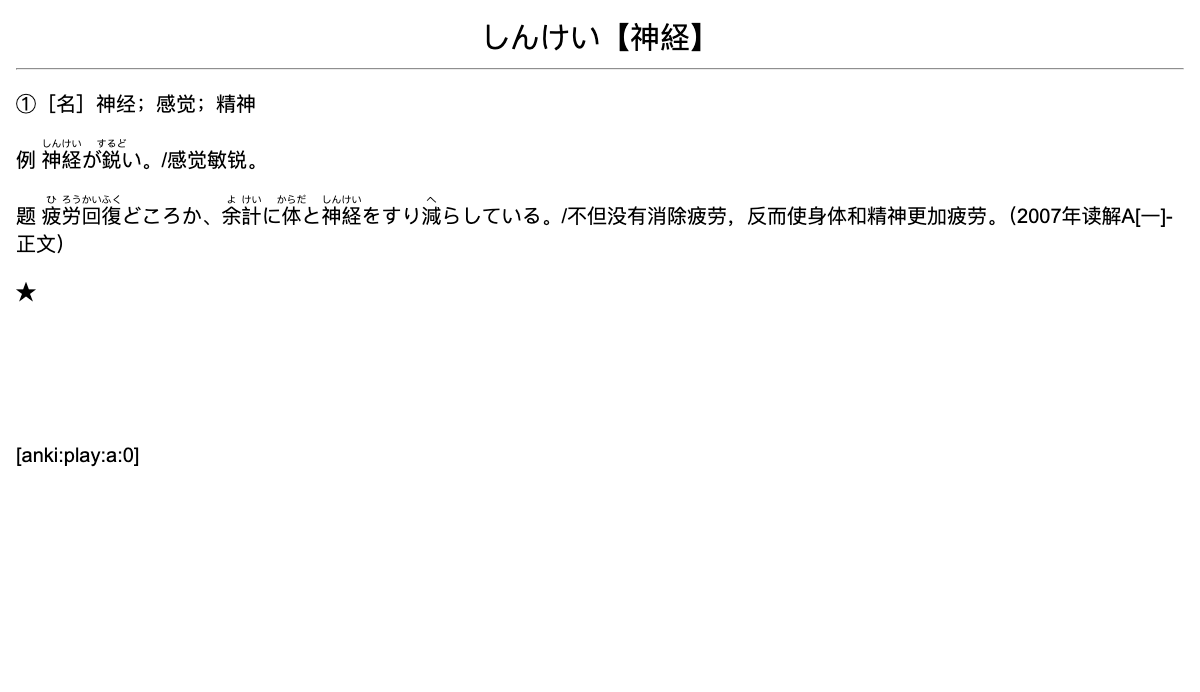 しんけい【神経】
①［名］神经；感觉；精神
しんけい するど
例 神経が鋭い。/感觉敏锐。
ひ ろうかいふく よ けい からだ しんけい へ
题 疲労回復どころか、余計に体と神経をすり減らしている。/不但没有消除疲劳，反而使身体和精神更加疲劳。（2007年读解A[一]-
正文）
★
[anki:play:a:0]